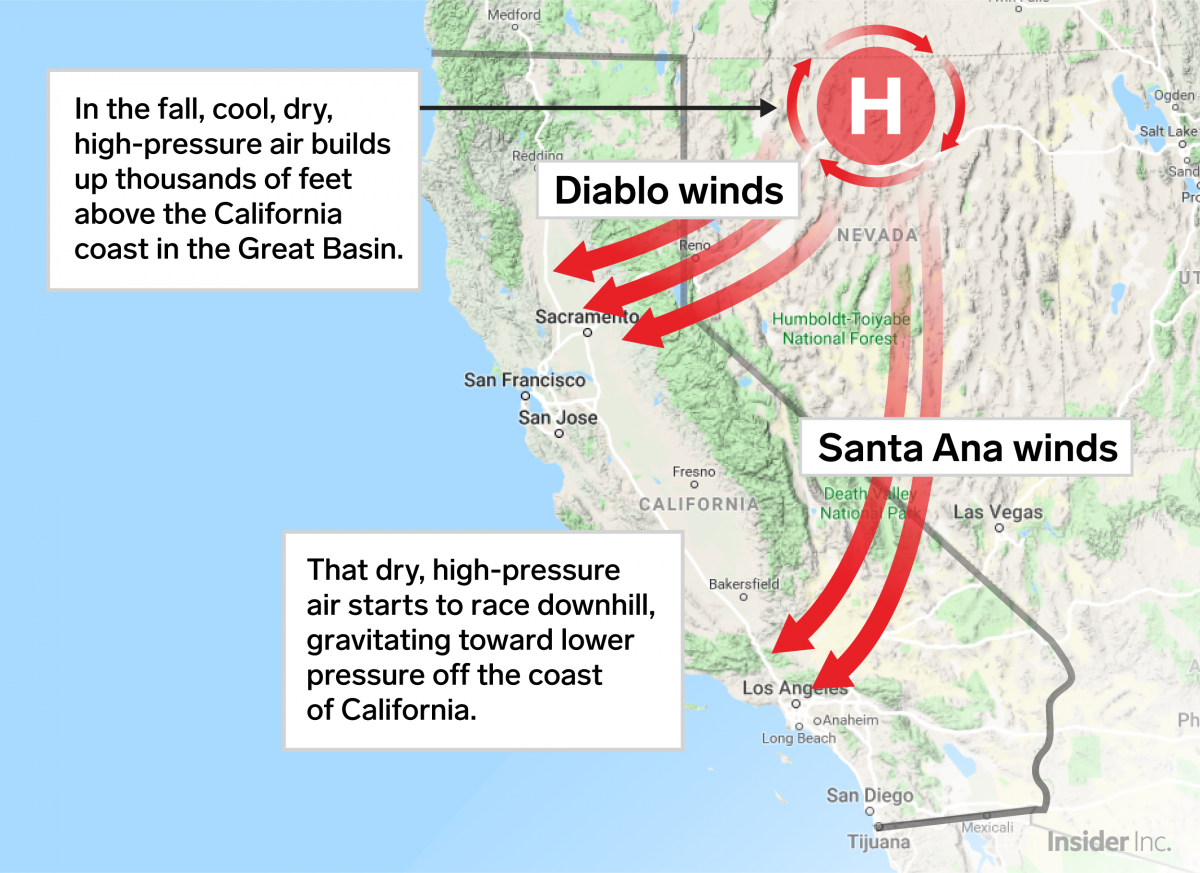 Medford
Twin Falls
In the fall, cool, dry,
high-pressure air builds
up thousands of feet
above the California
coast in the Great Basin.
H
Ogden
Salt Lake
Sand
Pro
Redding
Diablo winds
NEVADA
Reno
UT
Sacramento
Humboldt-Toiyabe
National Forest
San Francisco
San Jose
Santa Ana winds
Fresno
CALIFORNIA
Death Valley
National Park
Las Vegas
That dry, high-pressure
air starts to race downhill,
gravitating toward lower
pressure off the coast
of California.
Bakersfield
Los Angeles
Anaheim
Long Beach
A
Ph
San Diego
Tijuana
Mexicali
Insider Inc.